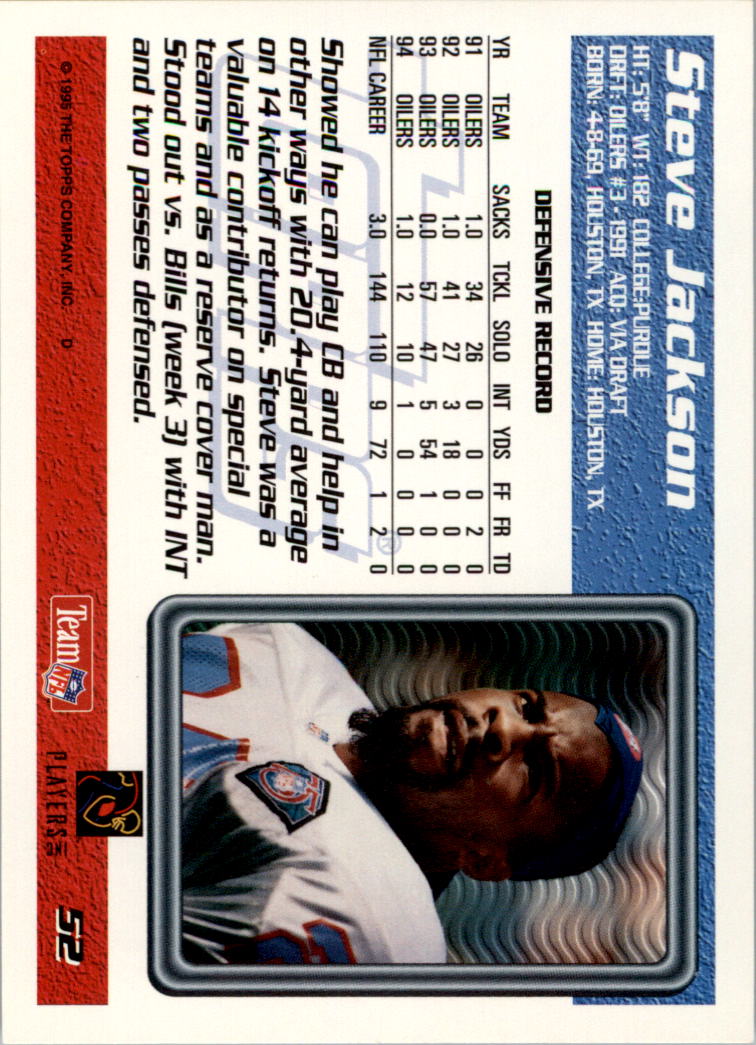 Steve Jackson
HT: 5'8" WT: 182 COLLEGE: PURDUE
DRFT: OILERS #3 - 1991 ACQ: VIA DRAFT
BORN: 4-8-69, HOUSTON, TX HOME: HOUSTON, TX
DEFENSIVE RECORD
YR TEAM SACKS TCKL SOLO INT YDS FF FR TD
91 OILERS 1.0 34 26 0 0 0 2 0
92 OILERS 1.0 41 27 3 18 0 0 0
93 OILERS 0.0 57 47 5 54 1 0 0
94 OILERS 1.0 12 10 1 0 0 0 0
NFL CAREER 3.0 144 110 9 72 1 2 0
Showed he can play CB and help in
other ways with 20.4-yard average
on 14 kickoff returns. Steve was a
valuable contributor on special
teams and as a reserve cover man.
Stood out vs. Bills (week 3) with INT
and two passes defensed.
© 1995 THE TOPPS COMPANY, INC. D
Team NFL
PLAYERS INC
52